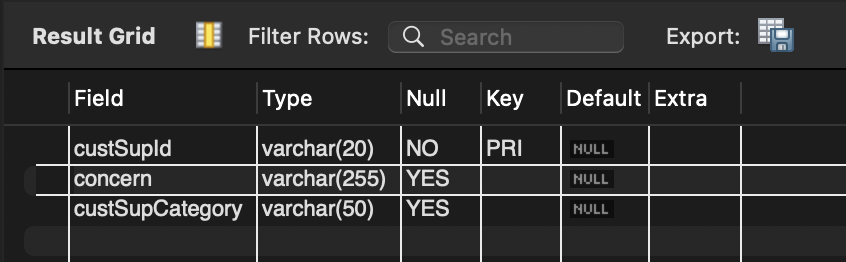 Result Grid Filter Rows: Search Export:
Field Type Null Key Default Extra
custSupId varchar(20) NO PRI NULL
concern varchar(255) YES NULL
custSupCategory varchar(50) YES NULL